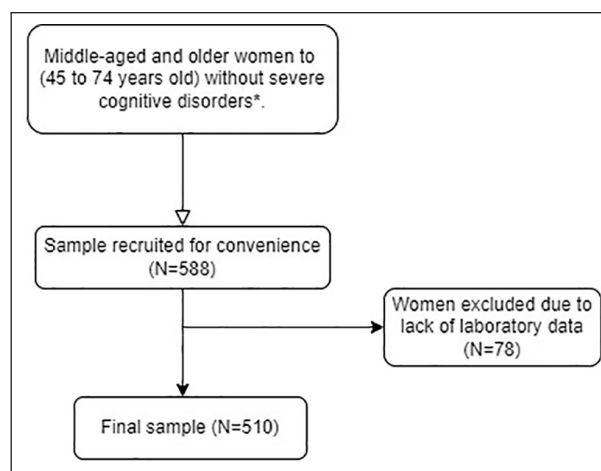 Middle-aged and older women to
(45 to 74 years old) without severe
cognitive disorders*.
Sample recruited for convenience
(N=588)
Women excluded due to
lack of laboratory data
(N=78)
Final sample (N=510)